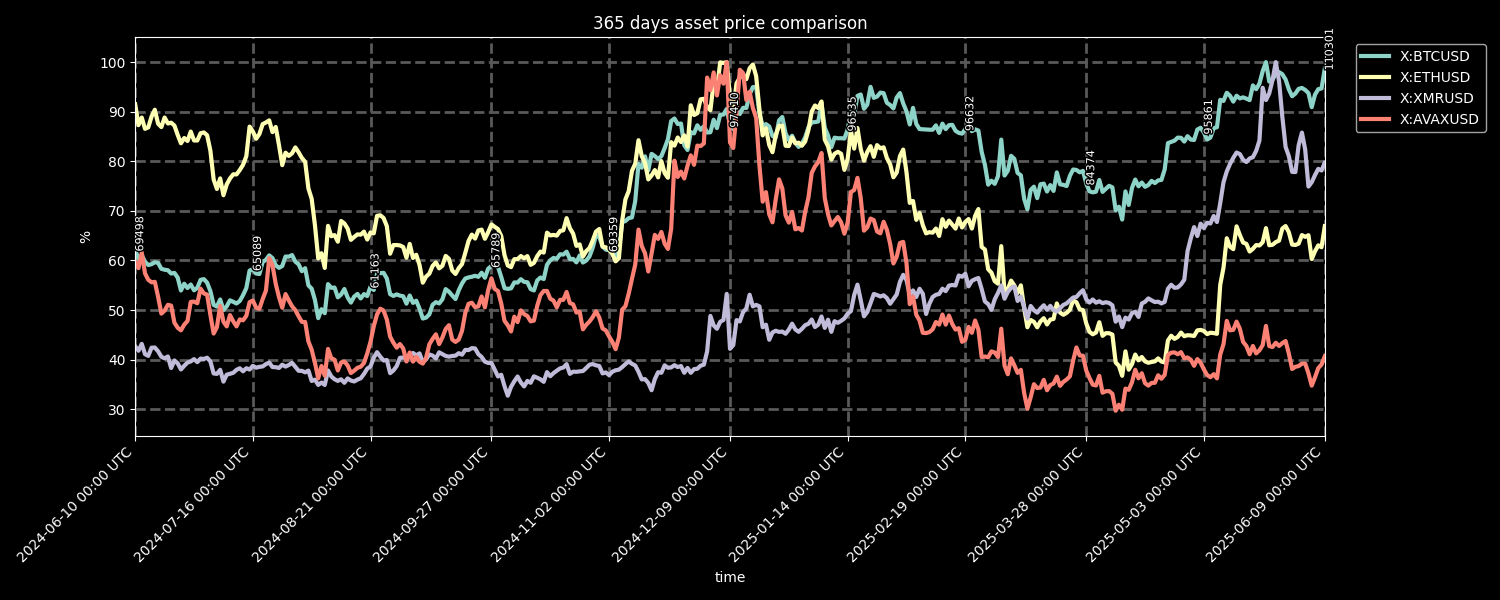 365 days asset price comparison
X:BTCUSD
X:ETHUSD
X:XMRUSD
X:AVAXUSD
%
100
90
80
70
60
50
40
30
69498
65089
61163
65789
69359
97410
96535
96632
84374
95861
110301
2024-06-10 00:00 UTC
2024-07-16 00:00 UTC
2024-08-21 00:00 UTC
2024-09-27 00:00 UTC
2024-11-02 00:00 UTC
2024-12-09 00:00 UTC
2025-01-14 00:00 UTC
2025-02-19 00:00 UTC
2025-03-28 00:00 UTC
2025-05-03 00:00 UTC
2025-06-09 00:00 UTC
time